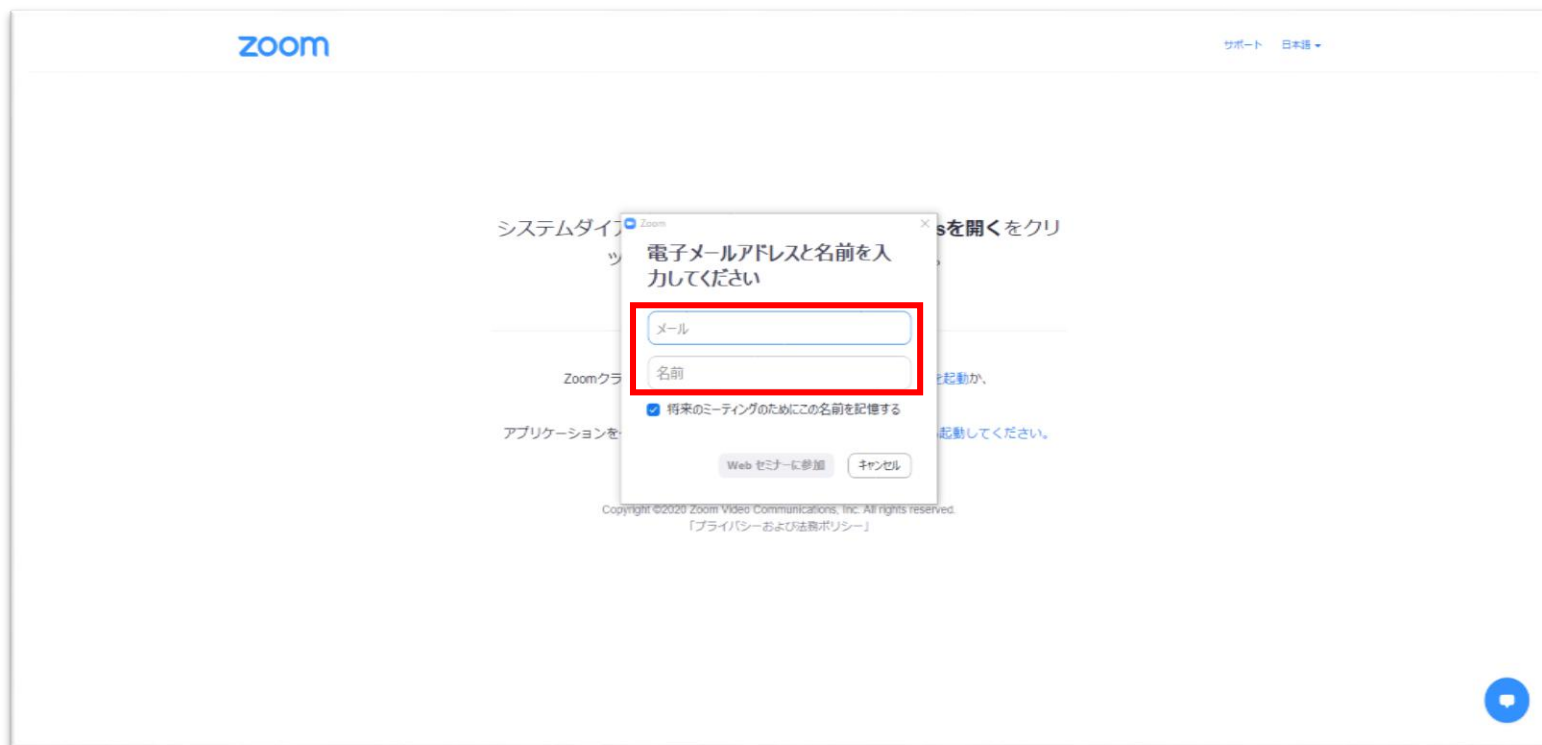 zoom
サポート 日本語
システムダイア
sを開くをクリ
ッ
。
Zoom
電子メールアドレスと名前を入
力してください
メール
名前
将来のミーティングのためにこの名前を記憶する
Web セミナーに参加 キャンセル
Zoomクラ
を起動か、
アプリケーションを
起動してください。
Copyright ©2020 Zoom Video Communications, Inc. All rights reserved.
「プライバシーおよび法務ポリシー」